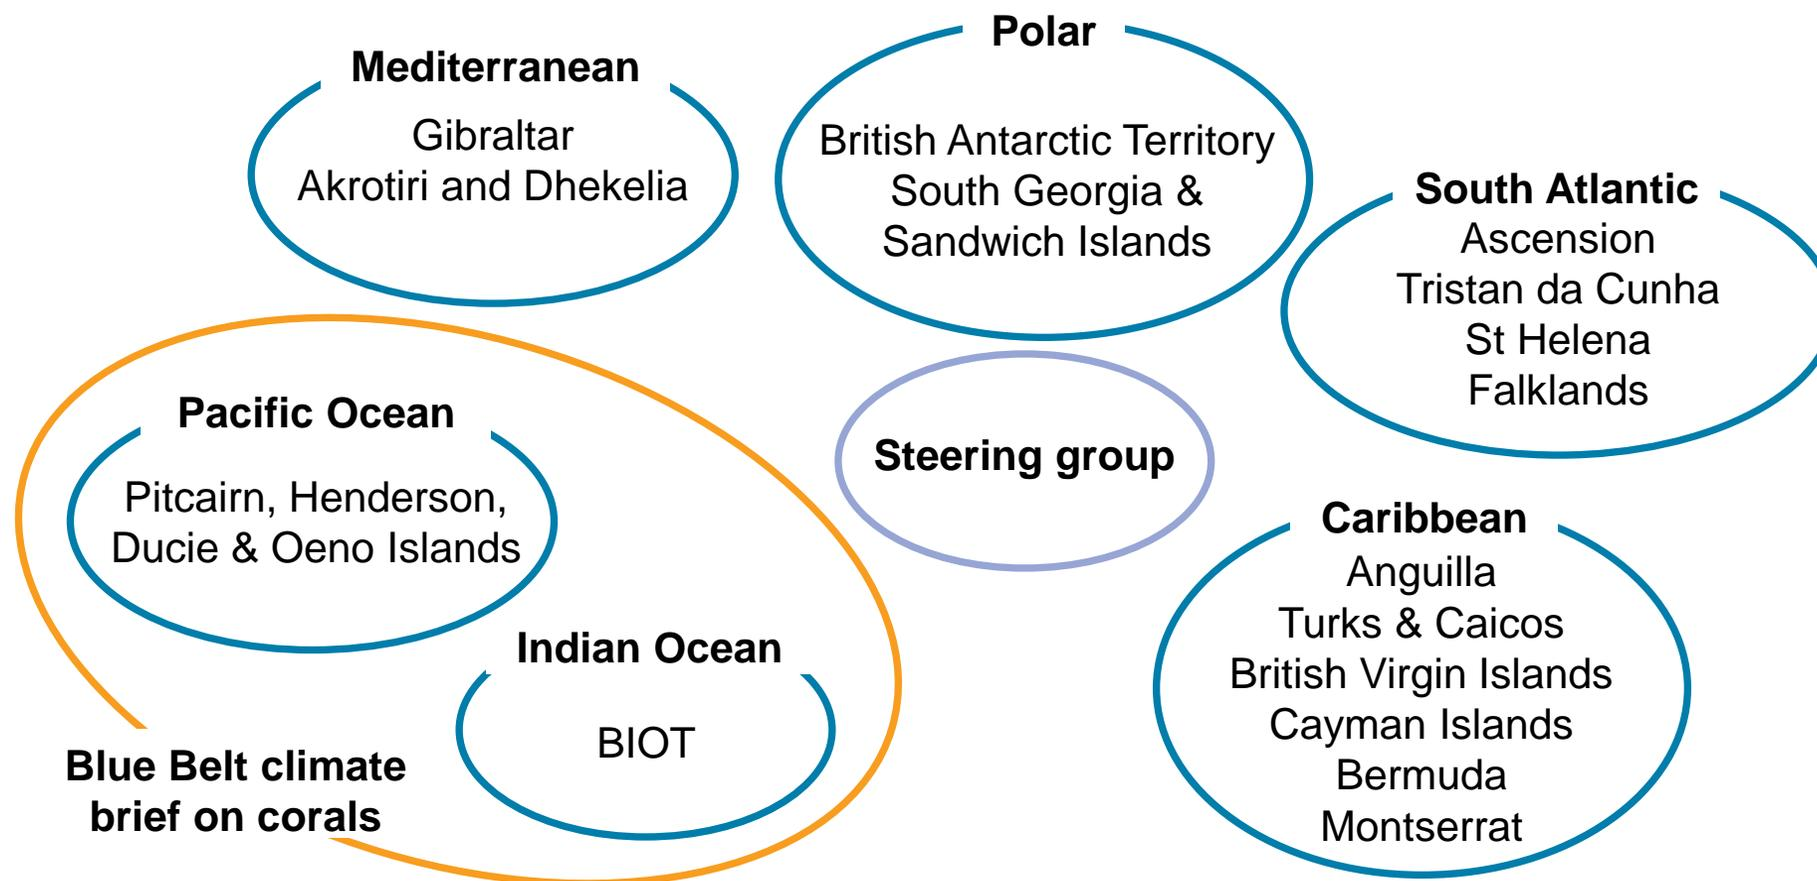 Mediterranean
Gibraltar
Akrotiri and Dhekelia
Polar
British Antarctic Territory
South Georgia &
Sandwich Islands
South Atlantic
Ascension
Tristan da Cunha
St Helena
Falklands
Pacific Ocean
Pitcairn, Henderson,
Ducie & Oeno Islands
Steering group
Caribbean
Anguilla
Turks & Caicos
British Virgin Islands
Cayman Islands
Bermuda
Montserrat
Indian Ocean
BIOT
Blue Belt climate
brief on corals